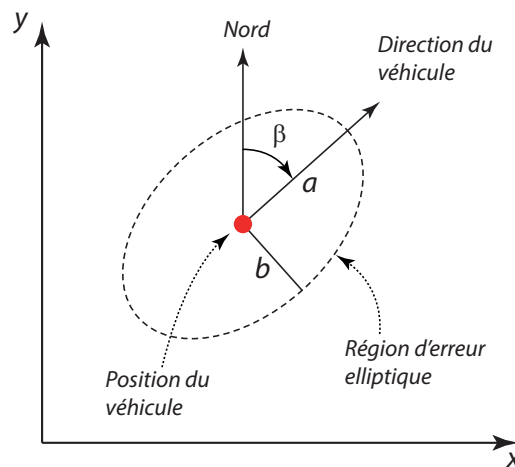 y
Nord
Direction du
véhicule
β
a
b
Région d'erreur
elliptique
Position du
véhicule
x